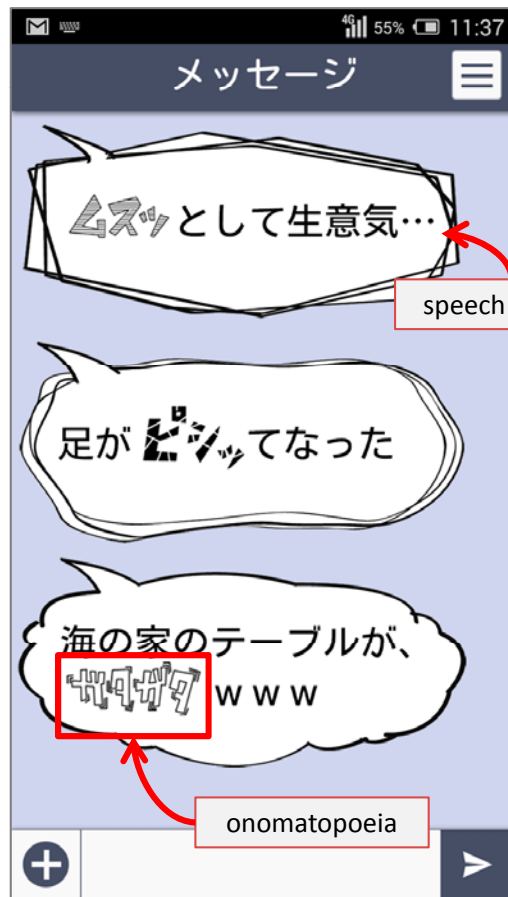 4G 55% 11:37
メッセージ
ムズッとして生意気…
speech
足がピシッてなった
海の家のテーブルが、
ガタガタｗｗｗ
onomatopoeia